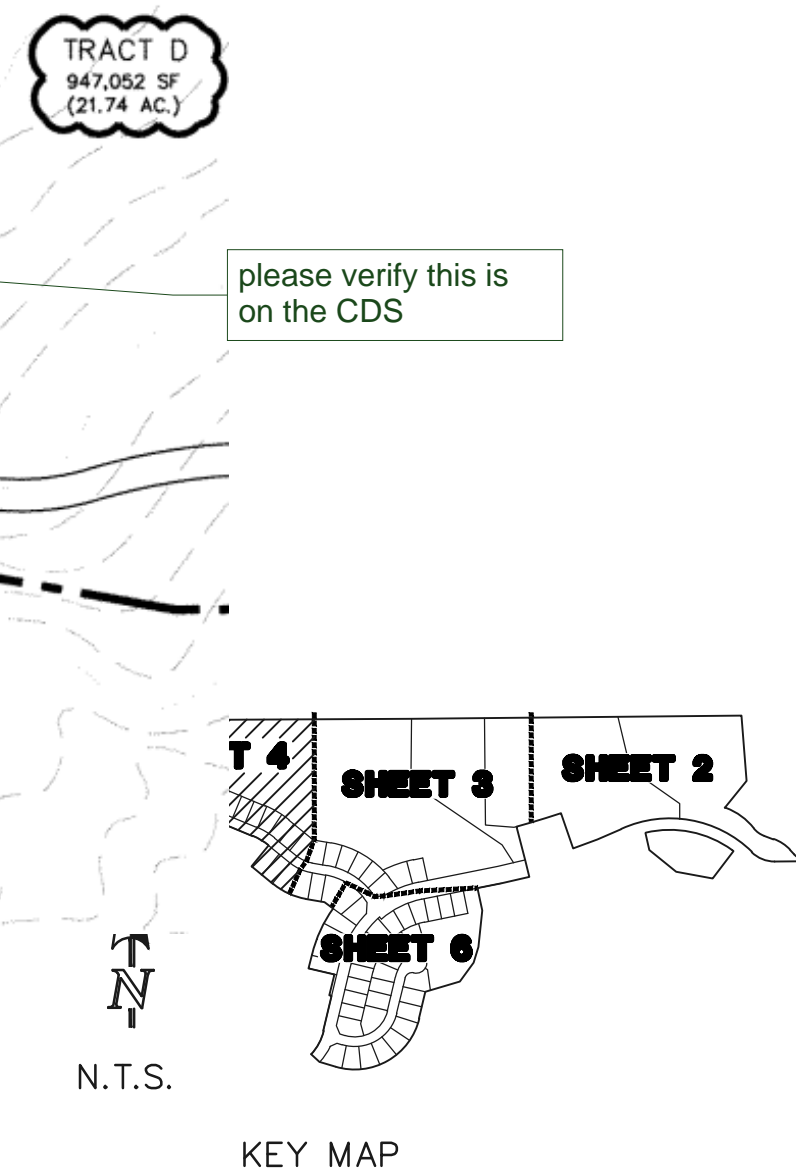 TRACT D
947,052 SF
(21.74 AC.)
please verify this is
on the CDS
T 4
SHEET 3
SHEET 2
SHEET 6
N
N.T.S.
KEY MAP